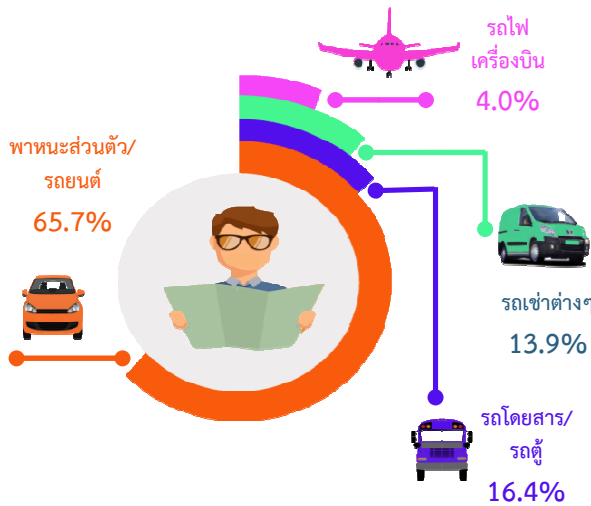 รถไฟ
เครื่องบิน
4.0%
พาหนะส่วนตัว/
รถยนต์
65.7%
รถเช่าต่างๆ
13.9%
รถโดยสาร/
รถตู้
16.4%